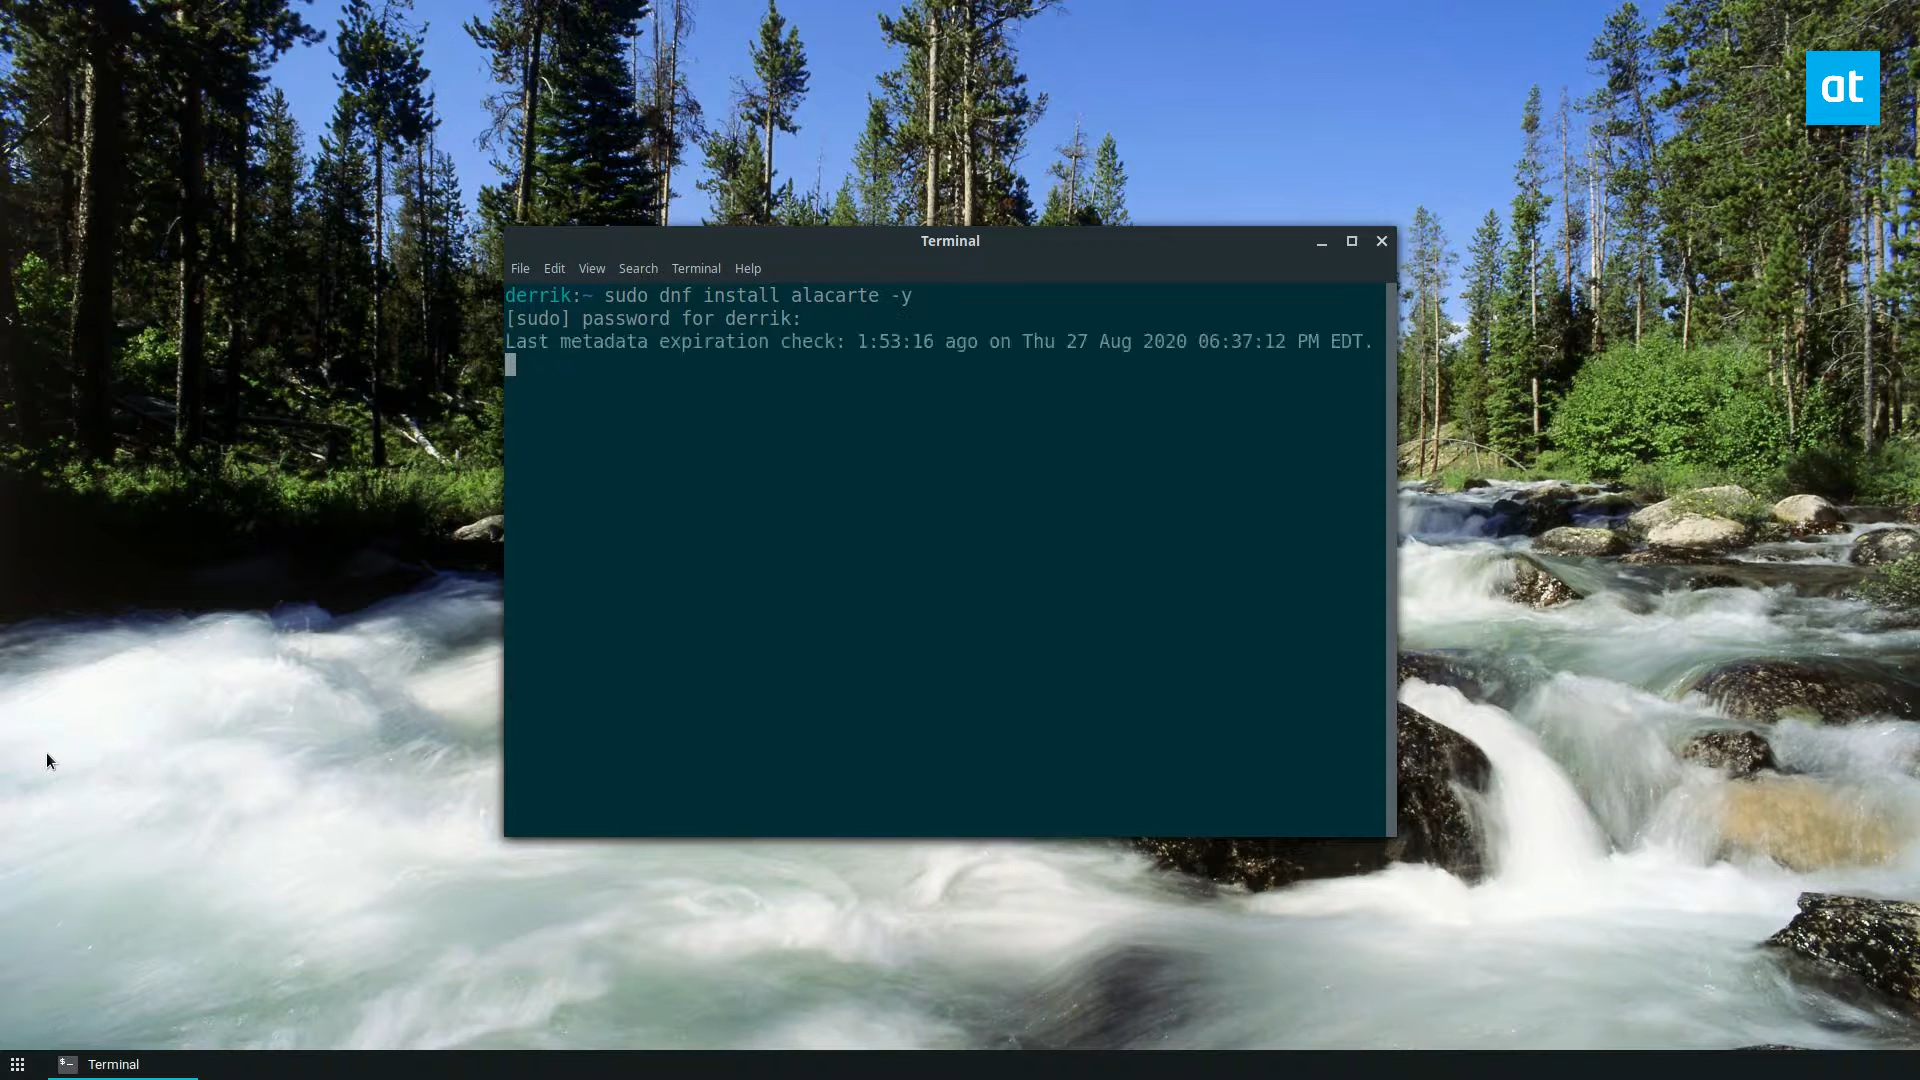 at
Terminal
File Edit View Search Terminal Help
derrik:~ sudo dnf install alacarte -y
[sudo] password for derrik:
Last metadata expiration check: 1:53:16 ago on Thu 27 Aug 2020 06:37:12 PM EDT.
$_ Terminal